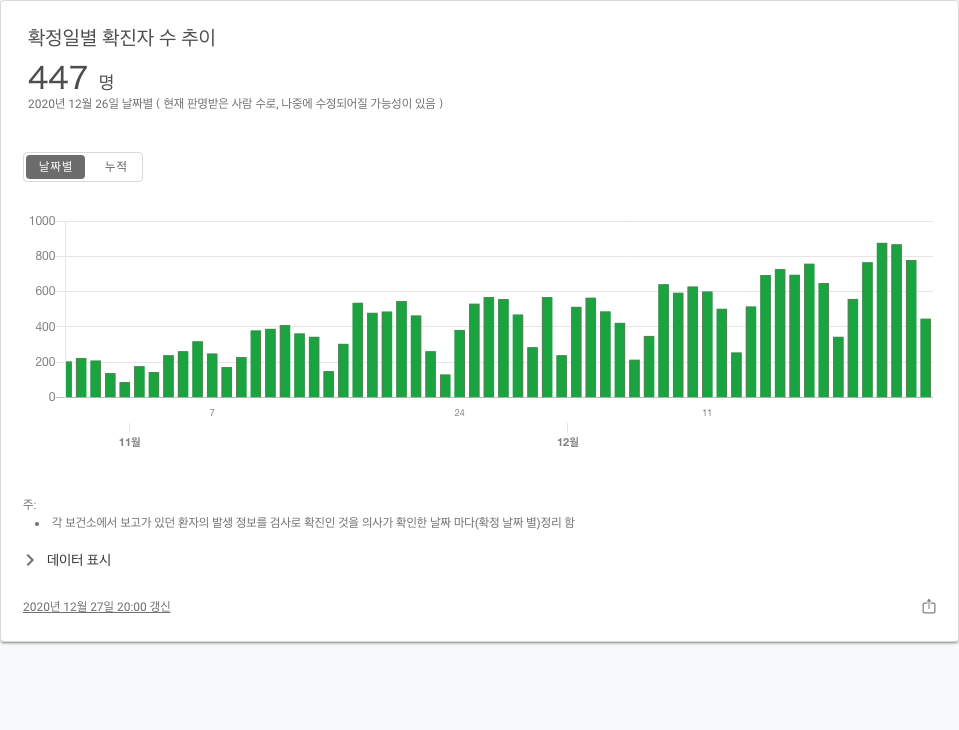 확정일별 확진자 수 추이
447 명
2020년 12월 26일 날짜별 ( 현재 판명받은 사람 수로, 나중에 수정되어질 가능성이 있음 )
날짜별 누적
1000
800
600
400
200
0
7 24 11
11월 12월
주:
• 각 보건소에서 보고가 있던 환자의 발생 정보를 검사로 확진인 것을 의사가 확인한 날짜 마다(확정 날짜 별)정리 함
데이터 표시
2020년 12월 27일 20:00 갱신